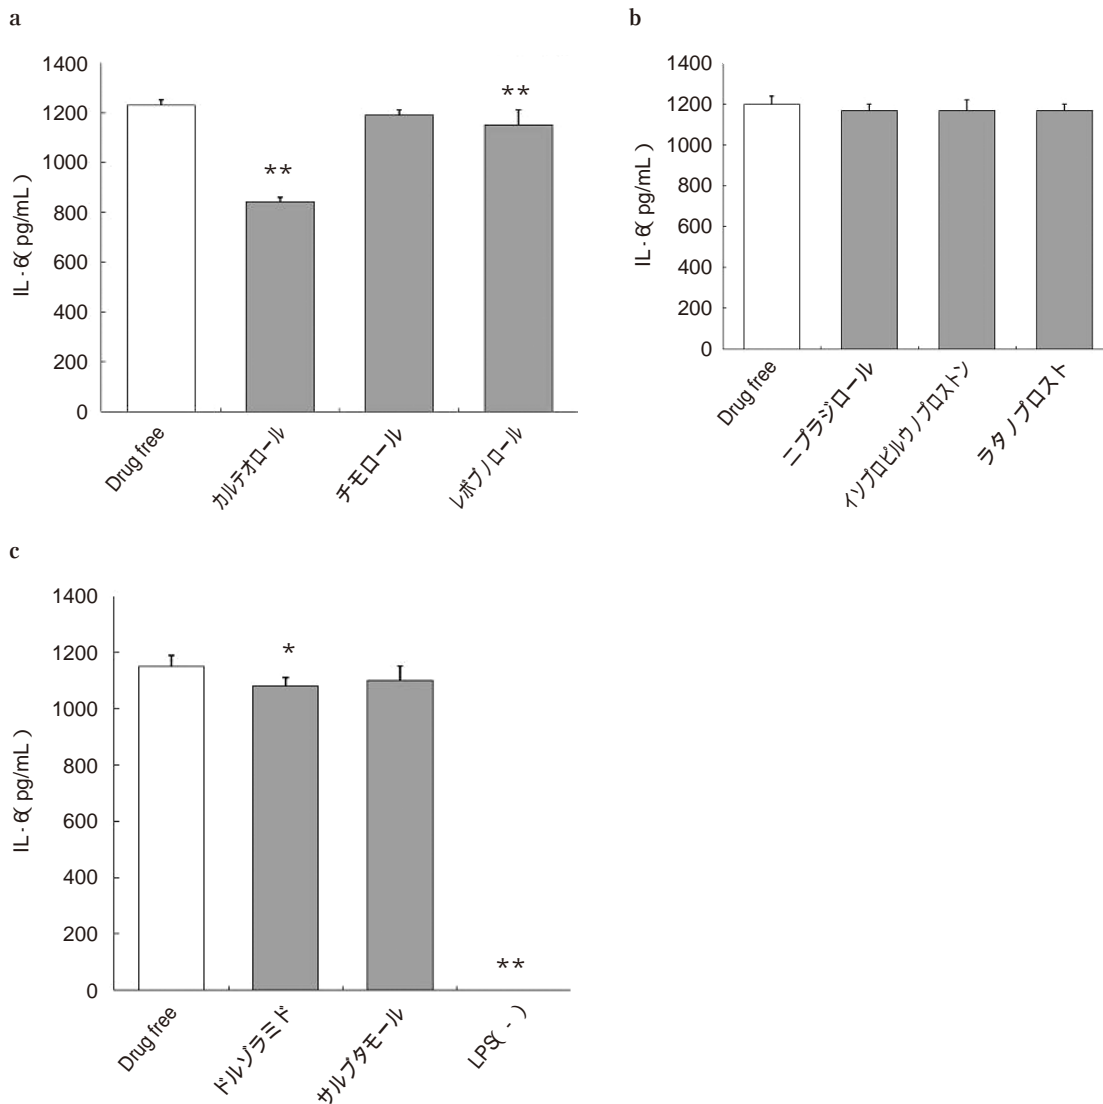 a
1400
1200
1000
800
600
400
200
0
IL-6(pg/mL)
**
**
Drug free
カルテオロール
チモロール
レボブノロール
b
1400
1200
1000
800
600
400
200
0
IL-6(pg/mL)
Drug free
ニプラジロール
イソプロピルウノプロストン
ラタノプロスト
c
1400
1200
1000
800
600
400
200
0
IL-6(pg/mL)
*
**
Drug free
ドルゾラミド
サルブタモール
LPS(-)